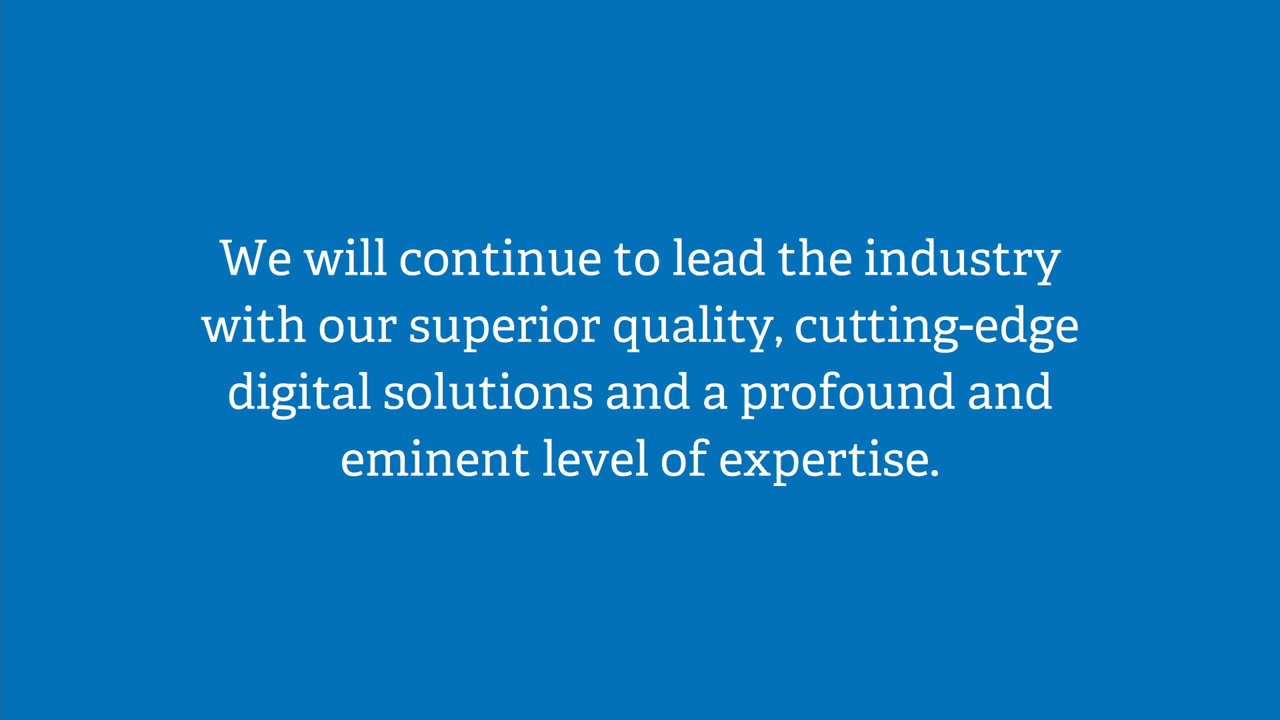 We will continue to lead the industry
with our superior quality, cutting-edge
digital solutions and a profound and
eminent level of expertise.